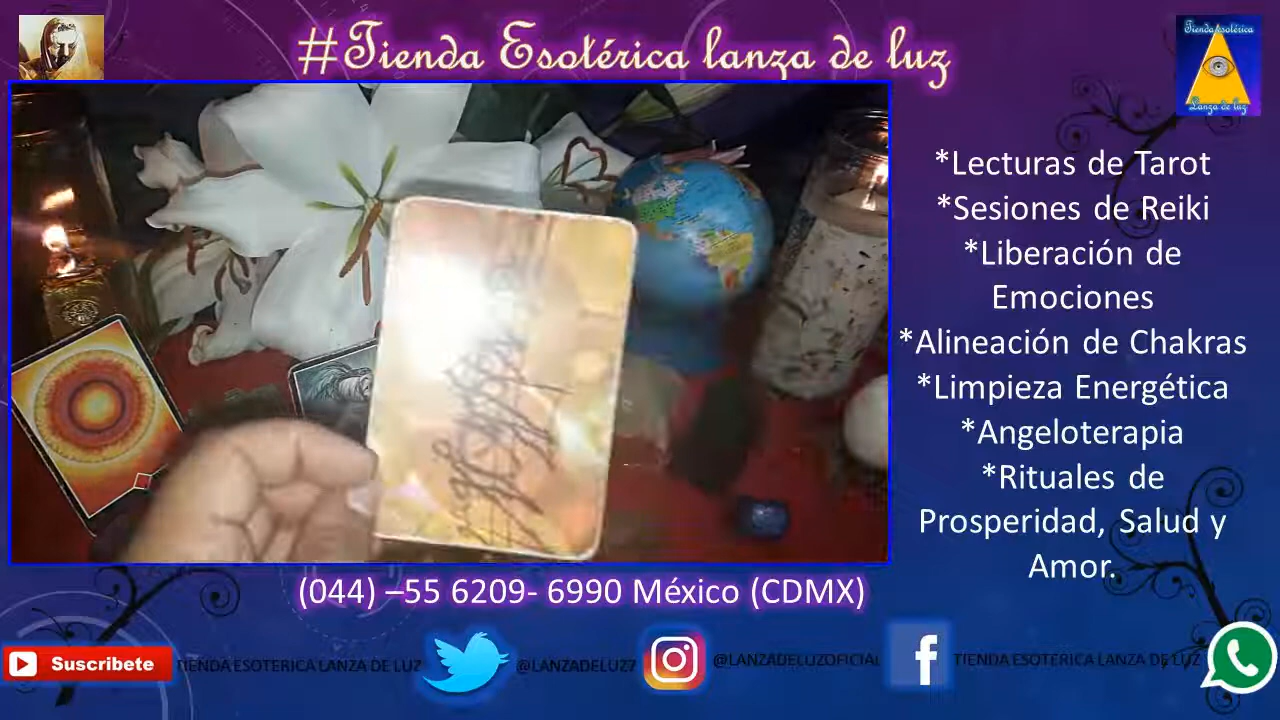 #Tienda Esotérica lanza de luz
Tienda Esotérica
Lanza de luz
*Lecturas de Tarot
*Sesiones de Reiki
*Liberación de
Emociones
*Alineación de Chakras
*Limpieza Energética
*Angeloterapia
*Rituales de
Prosperidad, Salud y
Amor.
(044) –55 6209- 6990 México (CDMX)
Suscribete
TIENDA ESOTERICA LANZA DE LUZ
@LANZADELUZ7
@LANZADELUZOFICIAL
TIENDA ESOTERICA LANZA DE LUZ